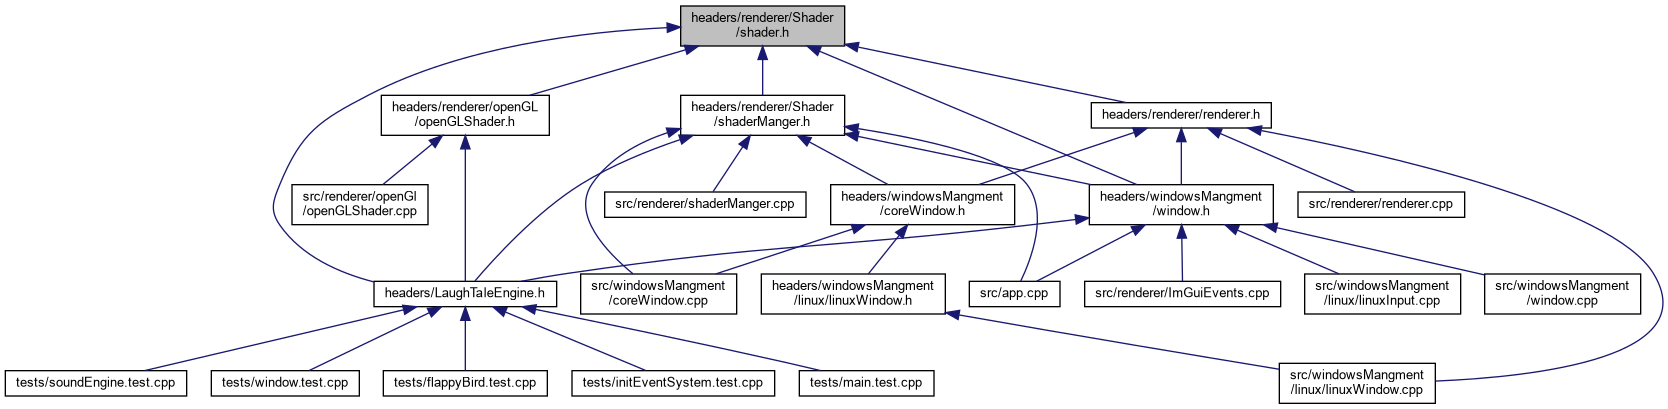 headers/renderer/Shader
/shader.h
headers/renderer/openGL
/openGLShader.h
headers/renderer/Shader
/shaderManger.h
headers/renderer/renderer.h
src/renderer/openGl
/openGLShader.cpp
src/renderer/shaderManger.cpp
headers/windowsMangment
/coreWindow.h
headers/windowsMangment
/window.h
src/renderer/renderer.cpp
headers/LaughTaleEngine.h
src/windowsMangment
/coreWindow.cpp
headers/windowsMangment
/linux/linuxWindow.h
src/app.cpp
src/renderer/ImGuiEvents.cpp
src/windowsMangment
/linux/linuxInput.cpp
src/windowsMangment
/window.cpp
tests/soundEngine.test.cpp
tests/window.test.cpp
tests/flappyBird.test.cpp
tests/initEventSystem.test.cpp
tests/main.test.cpp
src/windowsMangment
/linux/linuxWindow.cpp